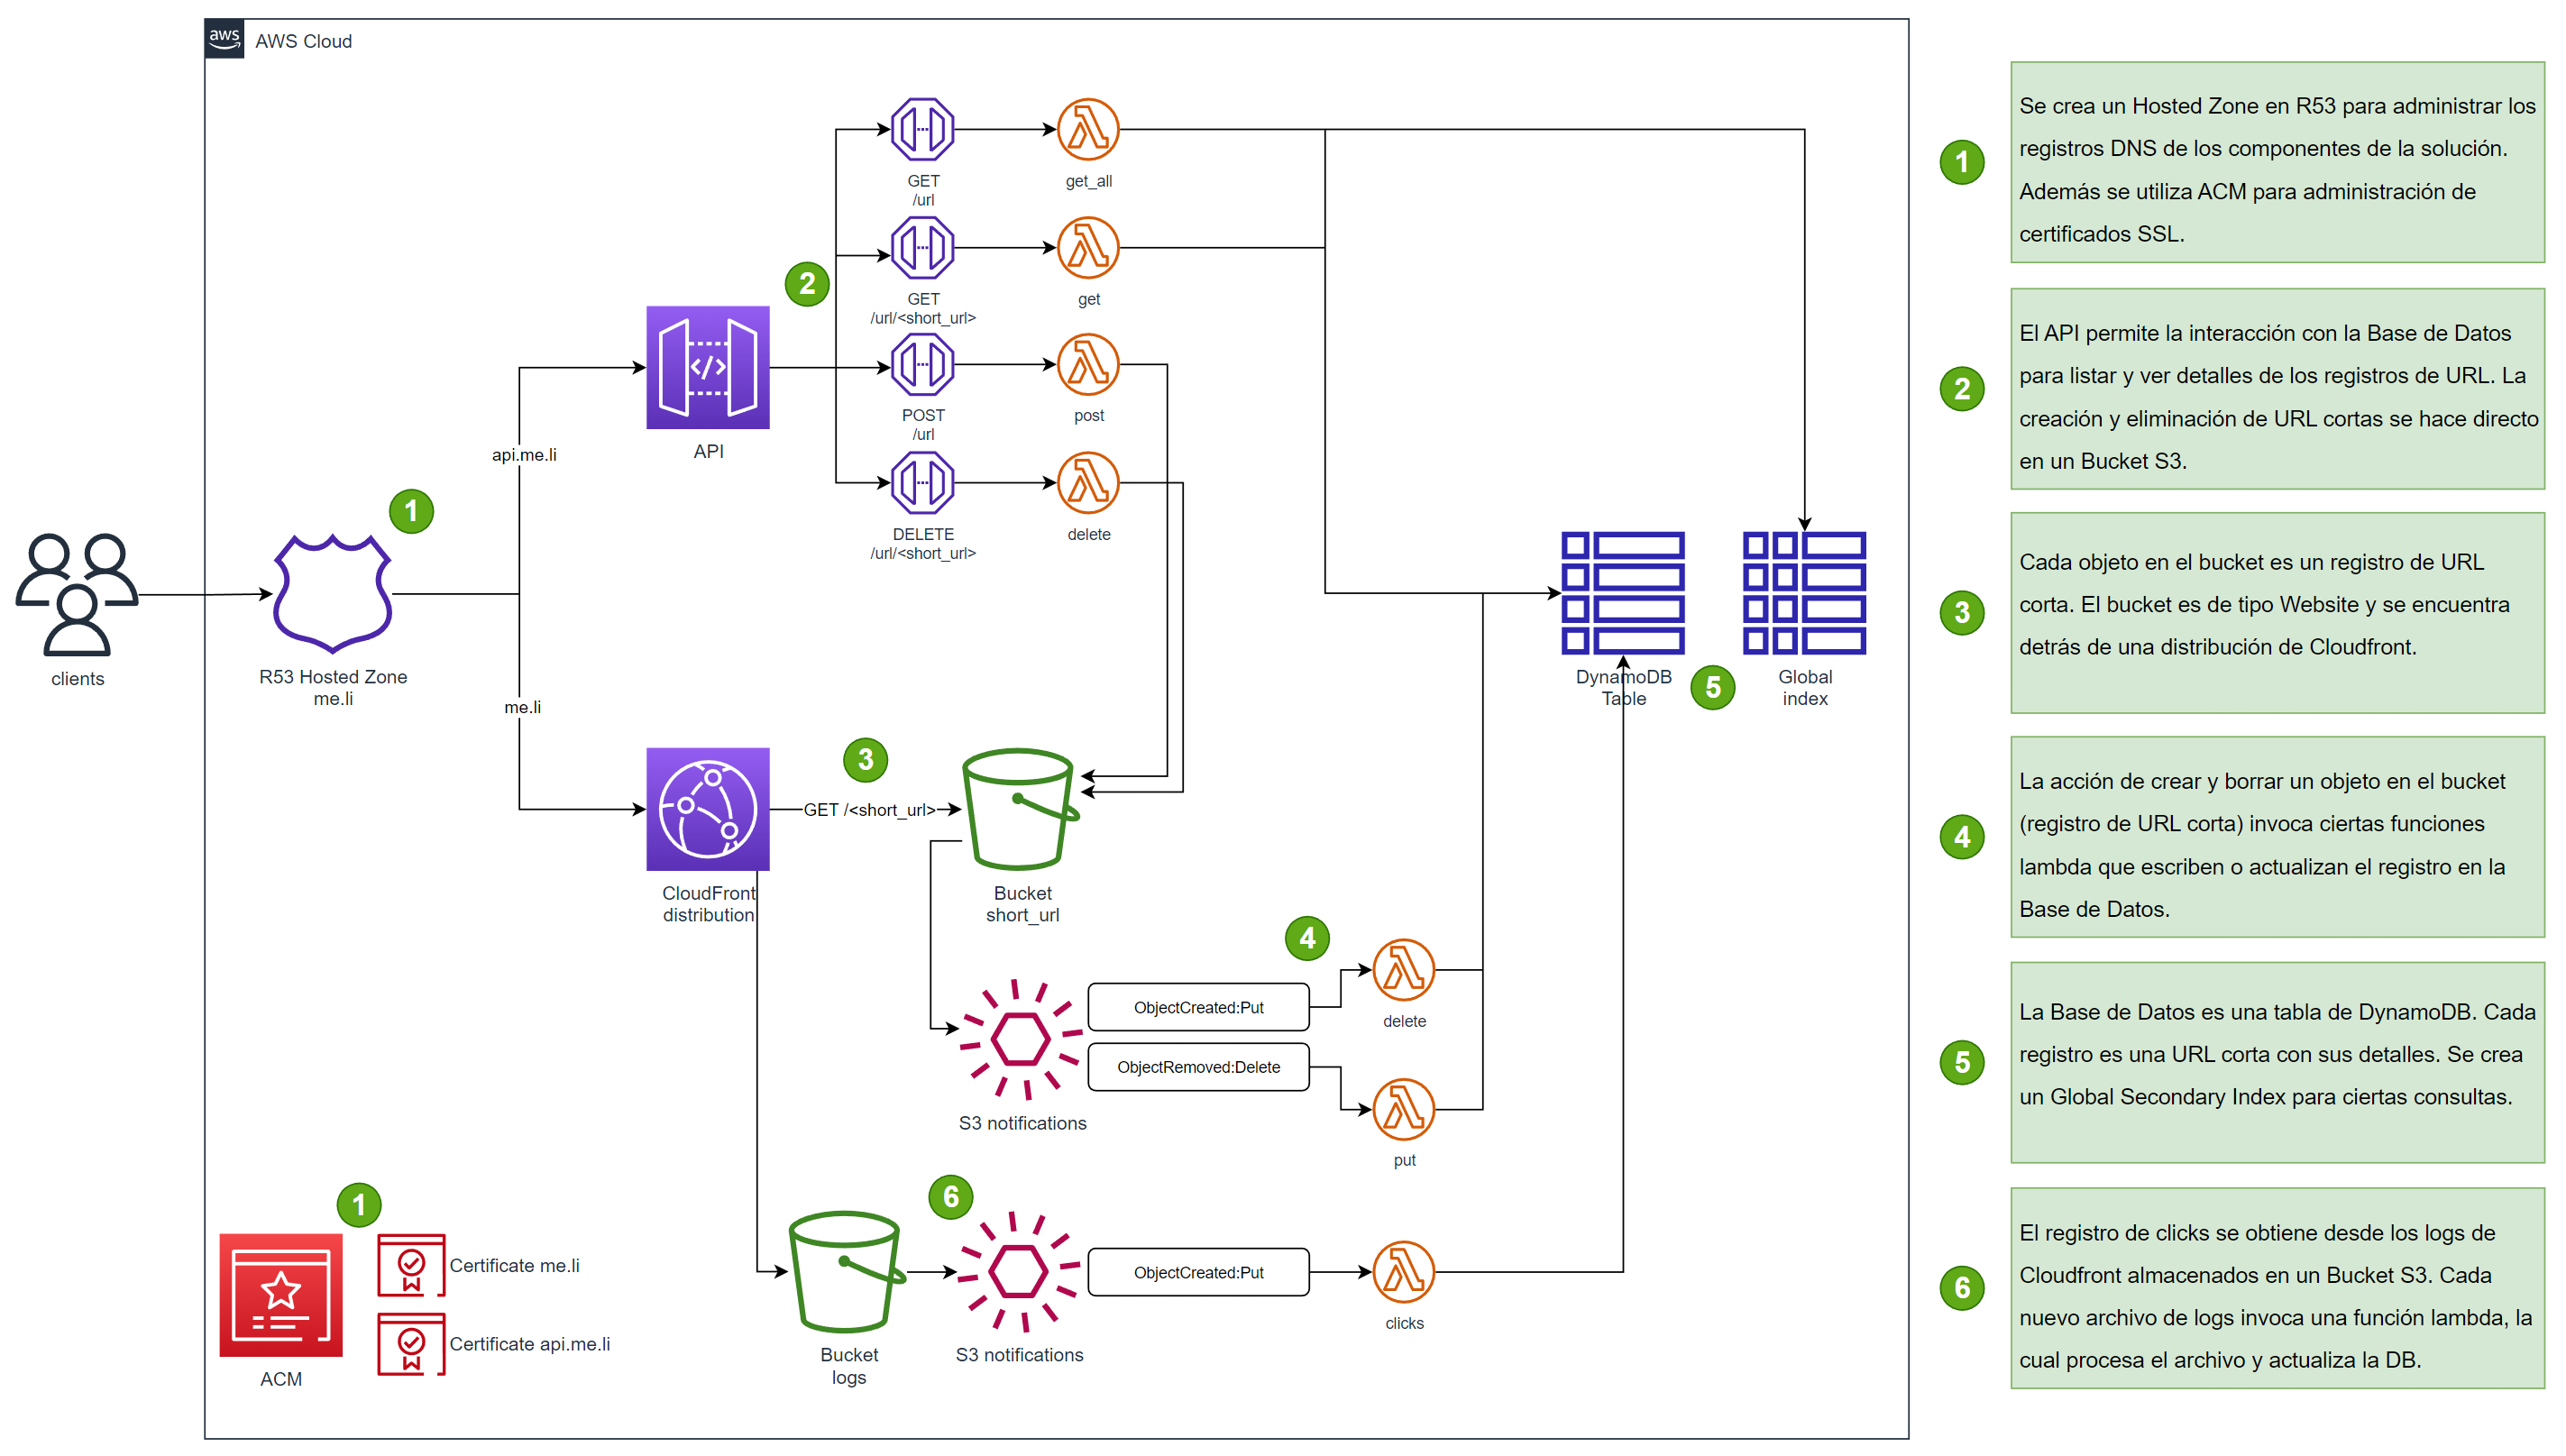 aws
AWS Cloud
GET
/url
get_all
GET
/url/<short_url>
get
2
API
POST
/url
post
DELETE
/url/<short_url>
delete
api.me.li
1
clients
R53 Hosted Zone
me.li
me.li
DynamoDB
Table
5
Global
index
3
GET /<short_url>
CloudFront
distribution
Bucket
short_url
4
ObjectCreated:Put
delete
ObjectRemoved:Delete
put
S3 notifications
1
ACM
Certificate me.li
Certificate api.me.li
6
Bucket
logs
S3 notifications
ObjectCreated:Put
clicks
1
Se crea un Hosted Zone en R53 para administrar los
registros DNS de los componentes de la solución.
Además se utiliza ACM para administración de
certificados SSL.
2
El API permite la interacción con la Base de Datos
para listar y ver detalles de los registros de URL. La
creación y eliminación de URL cortas se hace directo
en un Bucket S3.
3
Cada objeto en el bucket es un registro de URL
corta. El bucket es de tipo Website y se encuentra
detrás de una distribución de Cloudfront.
4
La acción de crear y borrar un objeto en el bucket
(registro de URL corta) invoca ciertas funciones
lambda que escriben o actualizan el registro en la
Base de Datos.
5
La Base de Datos es una tabla de DynamoDB. Cada
registro es una URL corta con sus detalles. Se crea
un Global Secondary Index para ciertas consultas.
6
El registro de clicks se obtiene desde los logs de
Cloudfront almacenados en un Bucket S3. Cada
nuevo archivo de logs invoca una función lambda, la
cual procesa el archivo y actualiza la DB.